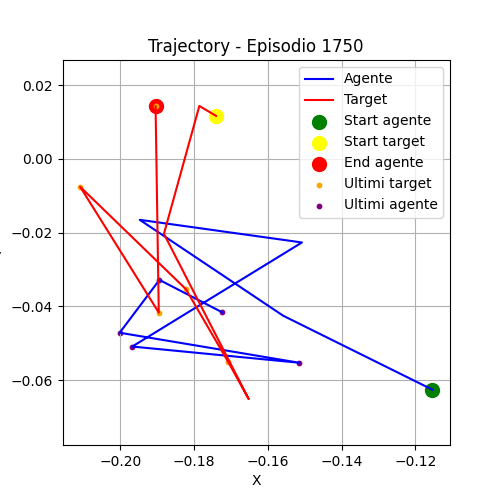 Trajectory - Episodio 1750
Agente
Target
Start agente
Start target
End agente
Ultimi target
Ultimi agente
0.02
0.00
−0.02
−0.04
−0.06
−0.20
−0.18
−0.16
−0.14
−0.12
X